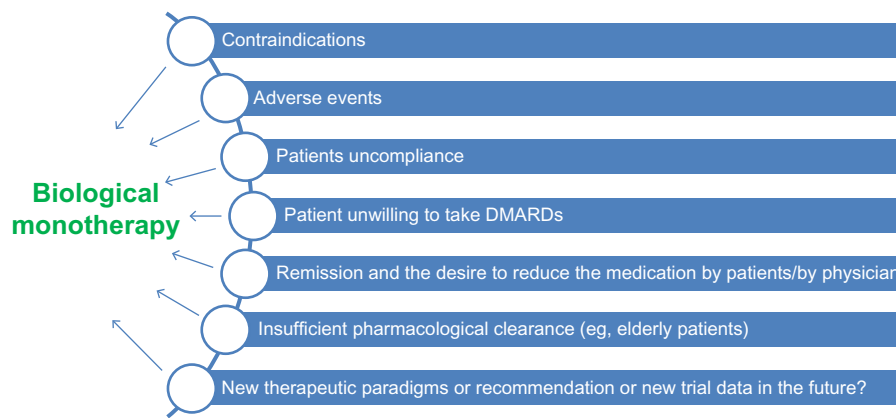 Contraindications
Adverse events
Patients uncompliance
Biological
monotherapy
Patient unwilling to take DMARDs
Remission and the desire to reduce the medication by patients/by physician
Insufficient pharmacological clearance (eg, elderly patients)
New therapeutic paradigms or recommendation or new trial data in the future?